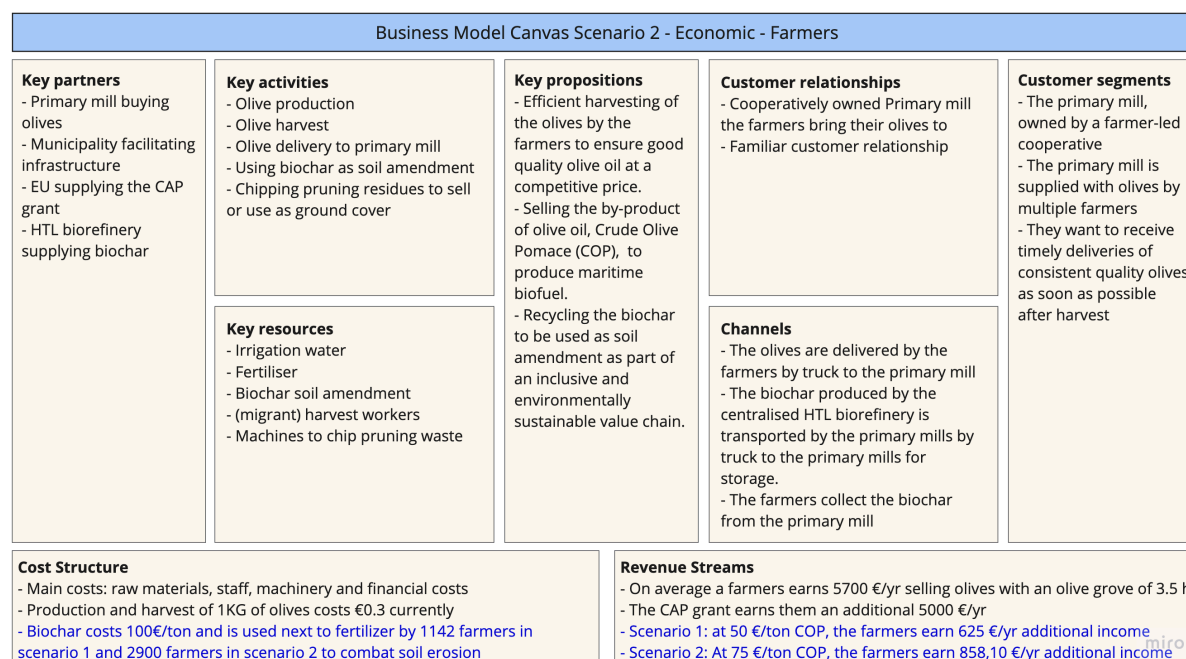 Business Model Canvas Scenario 2 - Economic - Farmers
Key partners
- Primary mill buying
olives
- Municipality facilitating
infrastructure
- EU supplying the CAP
grant
- HTL biorefinery
supplying biochar
Key activities
- Olive production
- Olive harvest
- Olive delivery to primary mill
- Using biochar as soil amendment
- Chipping pruning residues to sell
or use as ground cover
Key resources
- Irrigation water
- Fertiliser
- Biochar soil amendment
- (migrant) harvest workers
- Machines to chip pruning waste
Key propositions
- Efficient harvesting of
the olives by the
farmers to ensure good
quality olive oil at a
competitive price.
- Selling the by-product
of olive oil, Crude Olive
Pomace (COP), to
produce maritime
biofuel.
- Recycling the biochar
to be used as soil
amendment as part of
an inclusive and
environmentally
sustainable value chain.
Customer relationships
- Cooperatively owned Primary mill
the farmers bring their olives to
- Familiar customer relationship
Channels
- The olives are delivered by the
farmers by truck to the primary mill
- The biochar produced by the
centralised HTL biorefinery is
transported by the primary mills by
truck to the primary mills for
storage.
- The farmers collect the biochar
from the primary mill
Customer segments
- The primary mill,
owned by a farmer-led
cooperative
- The primary mill is
supplied with olives by
multiple farmers
- They want to receive
timely deliveries of
consistent quality olives
as soon as possible
after harvest
Cost Structure
- Main costs: raw materials, staff, machinery and financial costs
- Production and harvest of 1KG of olives costs €0.3 currently
- Biochar costs 100€/ton and is used next to fertilizer by 1142 farmers in
scenario 1 and 2900 farmers in scenario 2 to combat soil erosion
Revenue Streams
- On average a farmers earns 5700 €/yr selling olives with an olive grove of 3.5
- The CAP grant earns them an additional 5000 €/yr
- Scenario 1: at 50 €/ton COP, the farmers earn 625 €/yr additional income
- Scenario 2: At 75 €/ton COP, the farmers earn 858,10 €/yr additional income
miro